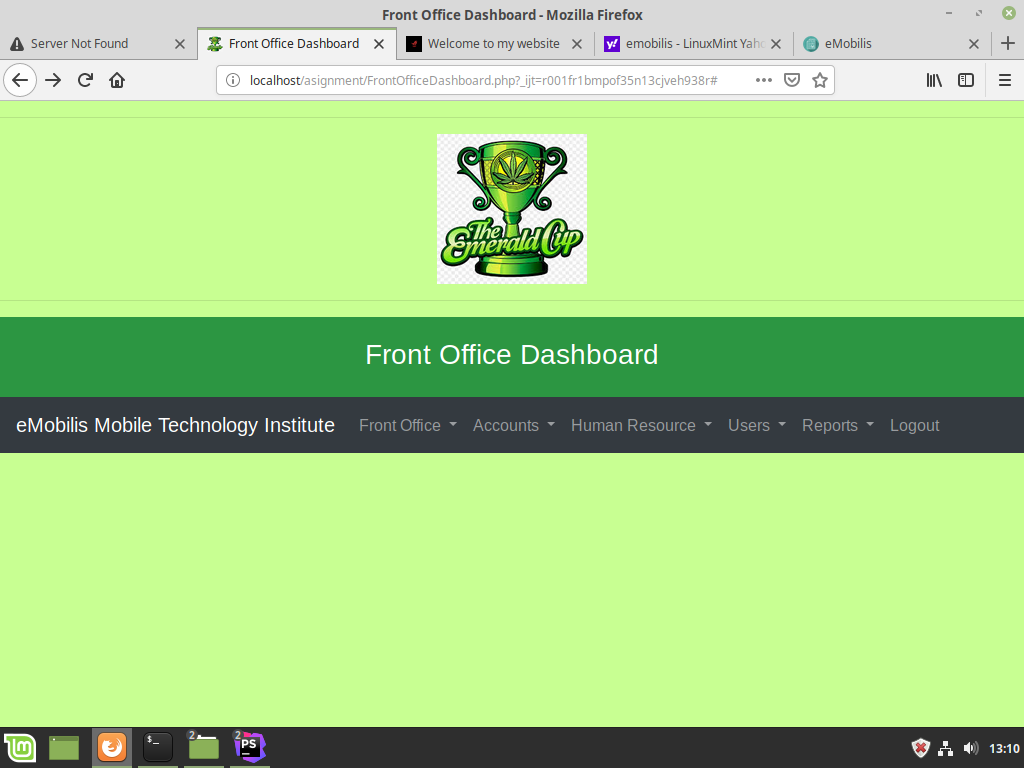 Front Office Dashboard - Mozilla Firefox
Server Not Found
Front Office Dashboard
Welcome to my website
emobilis - LinuxMint Yaho
eMobilis
localhost/asignment/FrontOfficeDashboard.php?_ijt=r001fr1bmpof35n13cjveh938r#
The
Emerald Cup
Front Office Dashboard
eMobilis Mobile Technology Institute Front Office Accounts Human Resource Users Reports Logout
$_ 2 2 PS 13:10